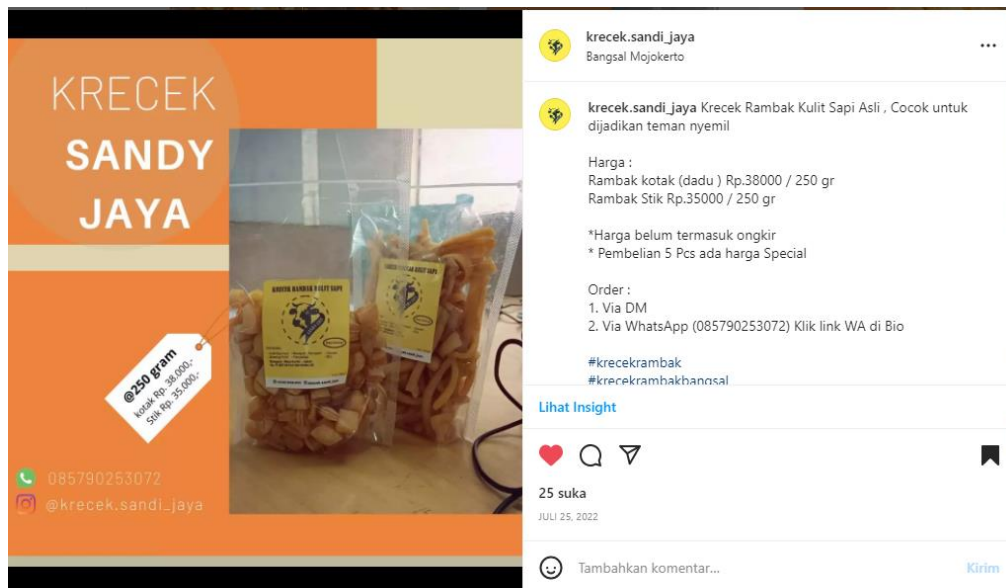 KRECEK
SANDY
JAYA
KRECEK RAMBAK KULIT SAPI
@250 gram
kotak Rp. 38.000,-
Stik Rp. 35.000,-
085790253072
@krecek.sandi_jaya
krecek.sandi_jaya
Bangsal Mojokerto
krecek.sandi_jaya Krecek Rambak Kulit Sapi Asli , Cocok untuk
dijadikan teman nyemil
Harga :
Rambak kotak (dadu ) Rp.38000 / 250 gr
Rambak Stik Rp.35000 / 250 gr
*Harga belum termasuk ongkir
* Pembelian 5 Pcs ada harga Special
Order :
1. Via DM
2. Via WhatsApp (085790253072) Klik link WA di Bio
#krecekrambak
#krecekrambakbangsal
Lihat Insight
25 suka
JULI 25, 2022
Tambahkan komentar...
Kirim